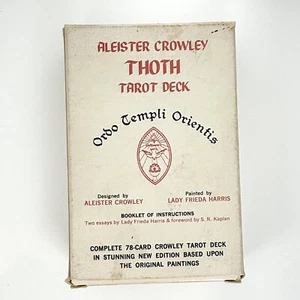 ALEISTER CROWLEY
THOTH
TAROT DECK
Ordo Templi Orientis
Designed by
ALEISTER CROWLEY
Painted by
LADY FRIEDA HARRIS
BOOKLET OF INSTRUCTIONS
Two essays by Lady Frieda Harris & foreword by S. R. Kaplan
COMPLETE 78-CARD CROWLEY TAROT DECK
IN STUNNING NEW EDITION BASED UPON
THE ORIGINAL PAINTINGS